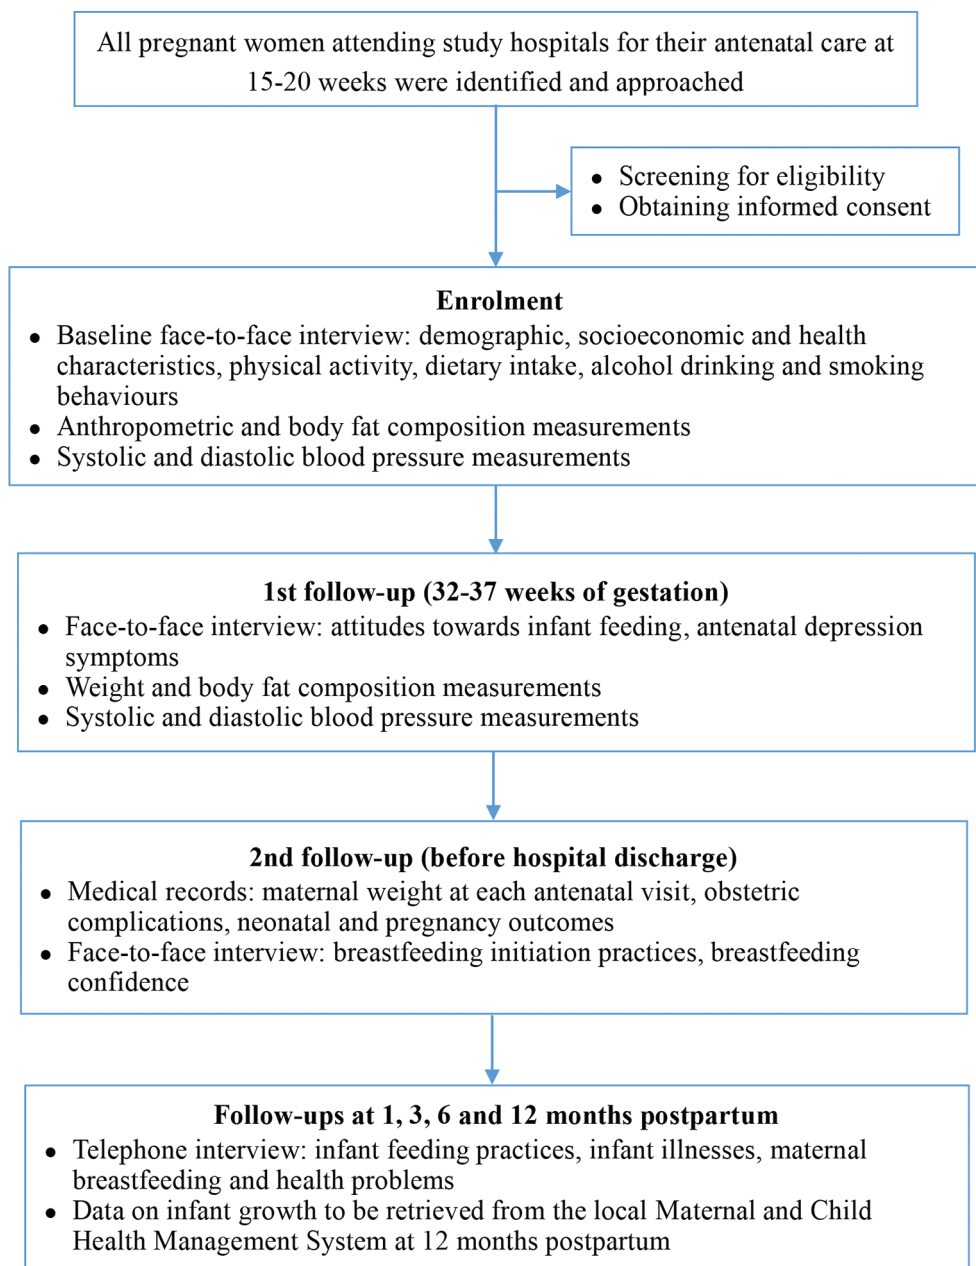 All pregnant women attending study hospitals for their antenatal care at
15-20 weeks were identified and approached
• Screening for eligibility
• Obtaining informed consent
Enrolment
• Baseline face-to-face interview: demographic, socioeconomic and health
characteristics, physical activity, dietary intake, alcohol drinking and smoking
behaviours
• Anthropometric and body fat composition measurements
• Systolic and diastolic blood pressure measurements
1st follow-up (32-37 weeks of gestation)
• Face-to-face interview: attitudes towards infant feeding, antenatal depression
symptoms
• Weight and body fat composition measurements
• Systolic and diastolic blood pressure measurements
2nd follow-up (before hospital discharge)
• Medical records: maternal weight at each antenatal visit, obstetric
complications, neonatal and pregnancy outcomes
• Face-to-face interview: breastfeeding initiation practices, breastfeeding
confidence
Follow-ups at 1, 3, 6 and 12 months postpartum
• Telephone interview: infant feeding practices, infant illnesses, maternal
breastfeeding and health problems
• Data on infant growth to be retrieved from the local Maternal and Child
Health Management System at 12 months postpartum